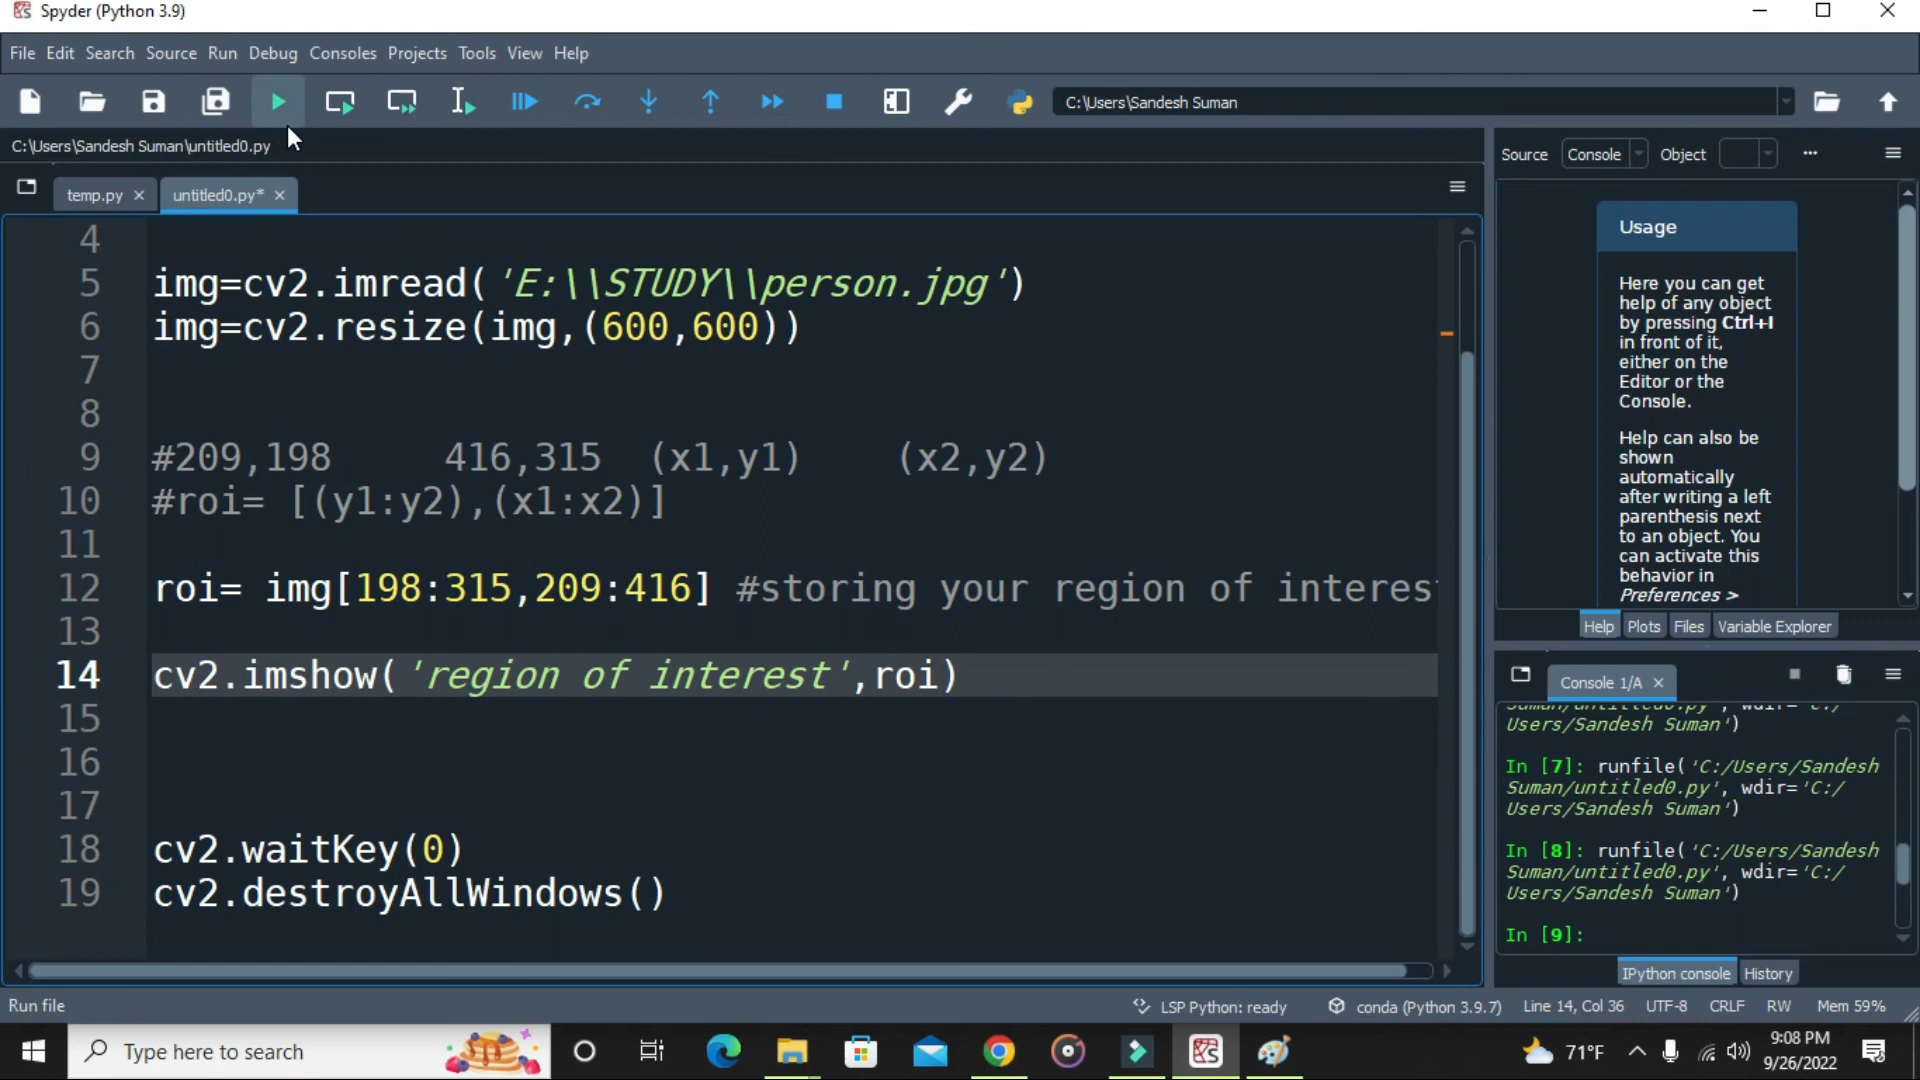 Spyder (Python 3.9)
File Edit Search Source Run Debug Consoles Projects Tools View Help
C:\Users\Sandesh Suman
C:\Users\Sandesh Suman\untitled0.py
temp.py
untitled0.py*
4
5 img=cv2.imread('E:\\STUDY\\person.jpg')
6 img=cv2.resize(img,(600,600))
7
8
9 #209,198 416,315 (x1,y1) (x2,y2)
10 #roi= [(y1:y2),(x1:x2)]
11
12 roi= img[198:315,209:416] #storing your region of interes
13
14 cv2.imshow('region of interest',roi)
15
16
17
18 cv2.waitKey(0)
19 cv2.destroyAllWindows()
Source Console Object
Usage
Here you can get
help of any object
by pressing Ctrl+I
in front of it,
either on the
Editor or the
Console.
Help can also be
shown
automatically
after writing a left
parenthesis next
to an object. You
can activate this
behavior in
Preferences >
Help Plots Files Variable Explorer
Console 1/A
Users/Sandesh Suman')
In [7]: runfile('C:/Users/Sandesh
Suman/untitled0.py', wdir='C:/
Users/Sandesh Suman')
In [8]: runfile('C:/Users/Sandesh
Suman/untitled0.py', wdir='C:/
Users/Sandesh Suman')
In [9]:
IPython console History
Run file
LSP Python: ready
conda (Python 3.9.7)
Line 14, Col 36
UTF-8
CRLF
RW
Mem 59%
Type here to search
71°F
9:08 PM
9/26/2022